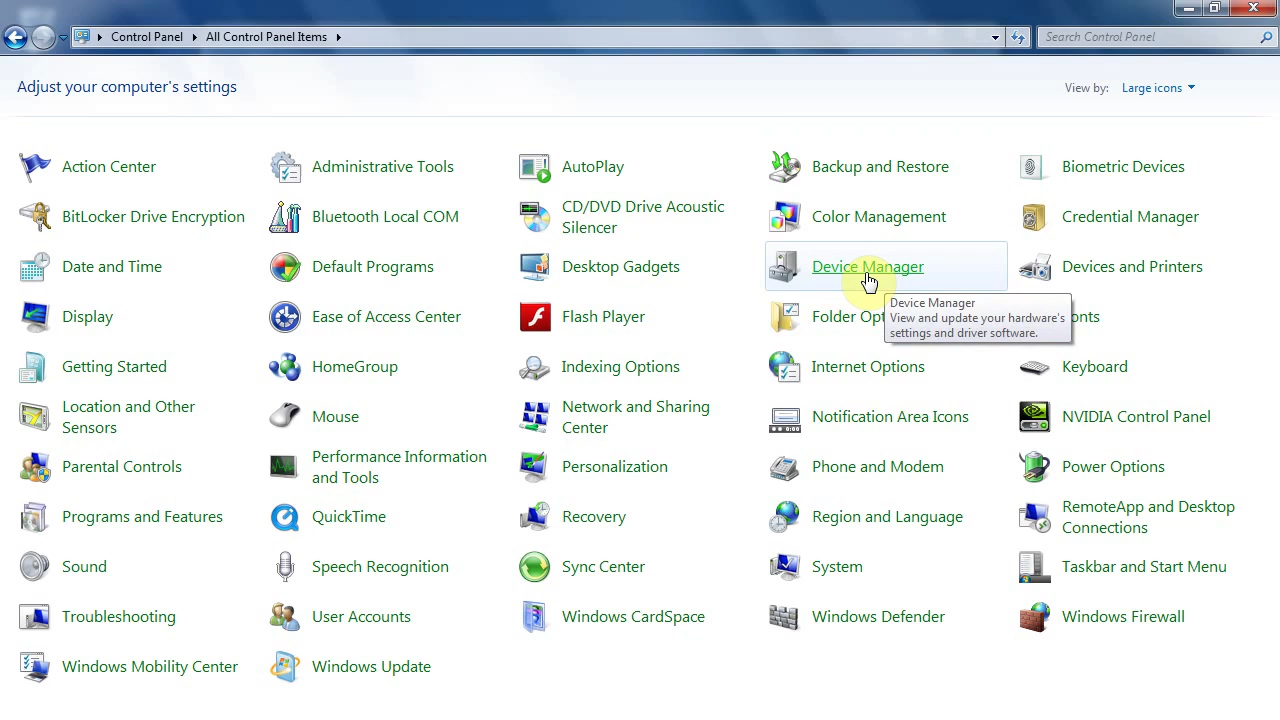 Control Panel
All Control Panel Items
Search Control Panel
Adjust your computer's settings
View by: Large icons
Action Center
Administrative Tools
AutoPlay
Backup and Restore
Biometric Devices
BitLocker Drive Encryption
Bluetooth Local COM
CD/DVD Drive Acoustic
Silencer
Color Management
Credential Manager
Date and Time
Default Programs
Desktop Gadgets
Device Manager
Devices and Printers
Device Manager
View and update your hardware's
settings and driver software.
Display
Ease of Access Center
Flash Player
Folder Opt
onts
Getting Started
HomeGroup
Indexing Options
Internet Options
Keyboard
Location and Other
Sensors
Mouse
Network and Sharing
Center
Notification Area Icons
NVIDIA Control Panel
Parental Controls
Performance Information
and Tools
Personalization
Phone and Modem
Power Options
Programs and Features
QuickTime
Recovery
Region and Language
RemoteApp and Desktop
Connections
Sound
Speech Recognition
Sync Center
System
Taskbar and Start Menu
Troubleshooting
User Accounts
Windows CardSpace
Windows Defender
Windows Firewall
Windows Mobility Center
Windows Update